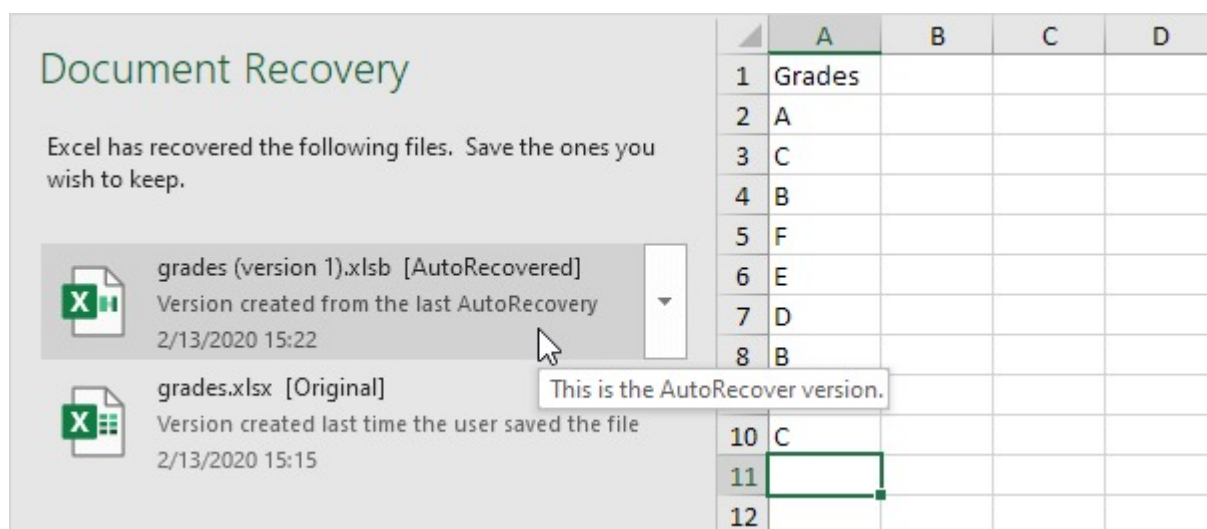 Document Recovery
Excel has recovered the following files. Save the ones you
wish to keep.
grades (version 1).xlsb [AutoRecovered]
Version created from the last AutoRecovery
2/13/2020 15:22
This is the AutoRecover version.
grades.xlsx [Original]
Version created last time the user saved the file
2/13/2020 15:15
A B C D
1 Grades
2 A
3 C
4 B
5 F
6 E
7 D
8 B
10 C
11
12